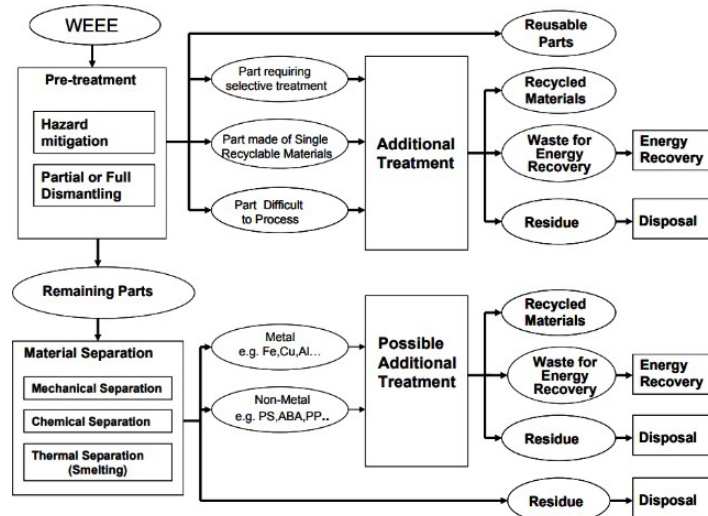 WEEE
Pre-treatment
Hazard
mitigation
Partial or Full
Dismantling
Part requiring
selective treatment
Part made of Single
Recyclable Materials
Part Difficult
to Process
Additional
Treatment
Reusable
Parts
Recycled
Materials
Waste for
Energy
Recovery
Energy
Recovery
Residue
Disposal
Remaining Parts
Material Separation
Mechanical Separation
Chemical Separation
Thermal Separation
(Smelting)
Metal
e.g. Fe,Cu,Al...
Non-Metal
e.g. PS,ABA,PP..
Possible
Additional
Treatment
Recycled
Materials
Waste for
Energy
Recovery
Energy
Recovery
Residue
Disposal
Residue
Disposal